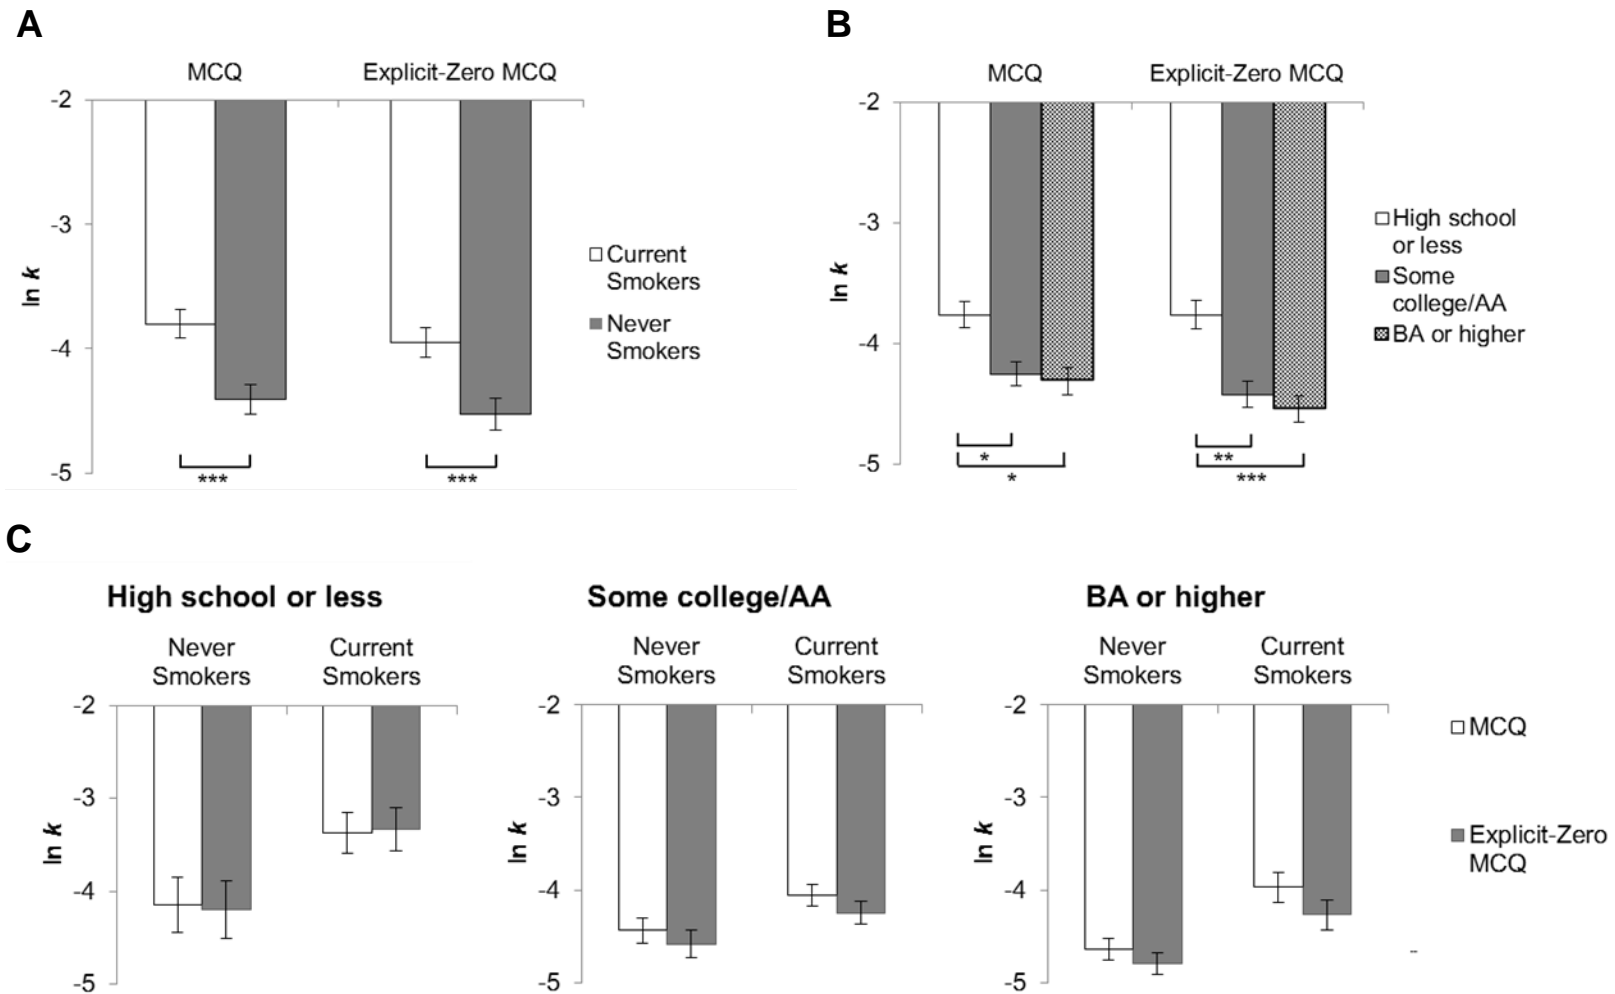 A
MCQ
Explicit-Zero MCQ
-2
-3
-4
-5
ln k
***
***
Current
Smokers
Never
Smokers
B
MCQ
Explicit-Zero MCQ
-2
-3
-4
-5
ln k
*
*
**
***
High school
or less
Some
college/AA
BA or higher
C
High school or less
Never
Smokers
Current
Smokers
-2
-3
-4
-5
ln k
Some college/AA
Never
Smokers
Current
Smokers
-2
-3
-4
-5
ln k
BA or higher
Never
Smokers
Current
Smokers
-2
-3
-4
-5
ln k
MCQ
Explicit-Zero
MCQ